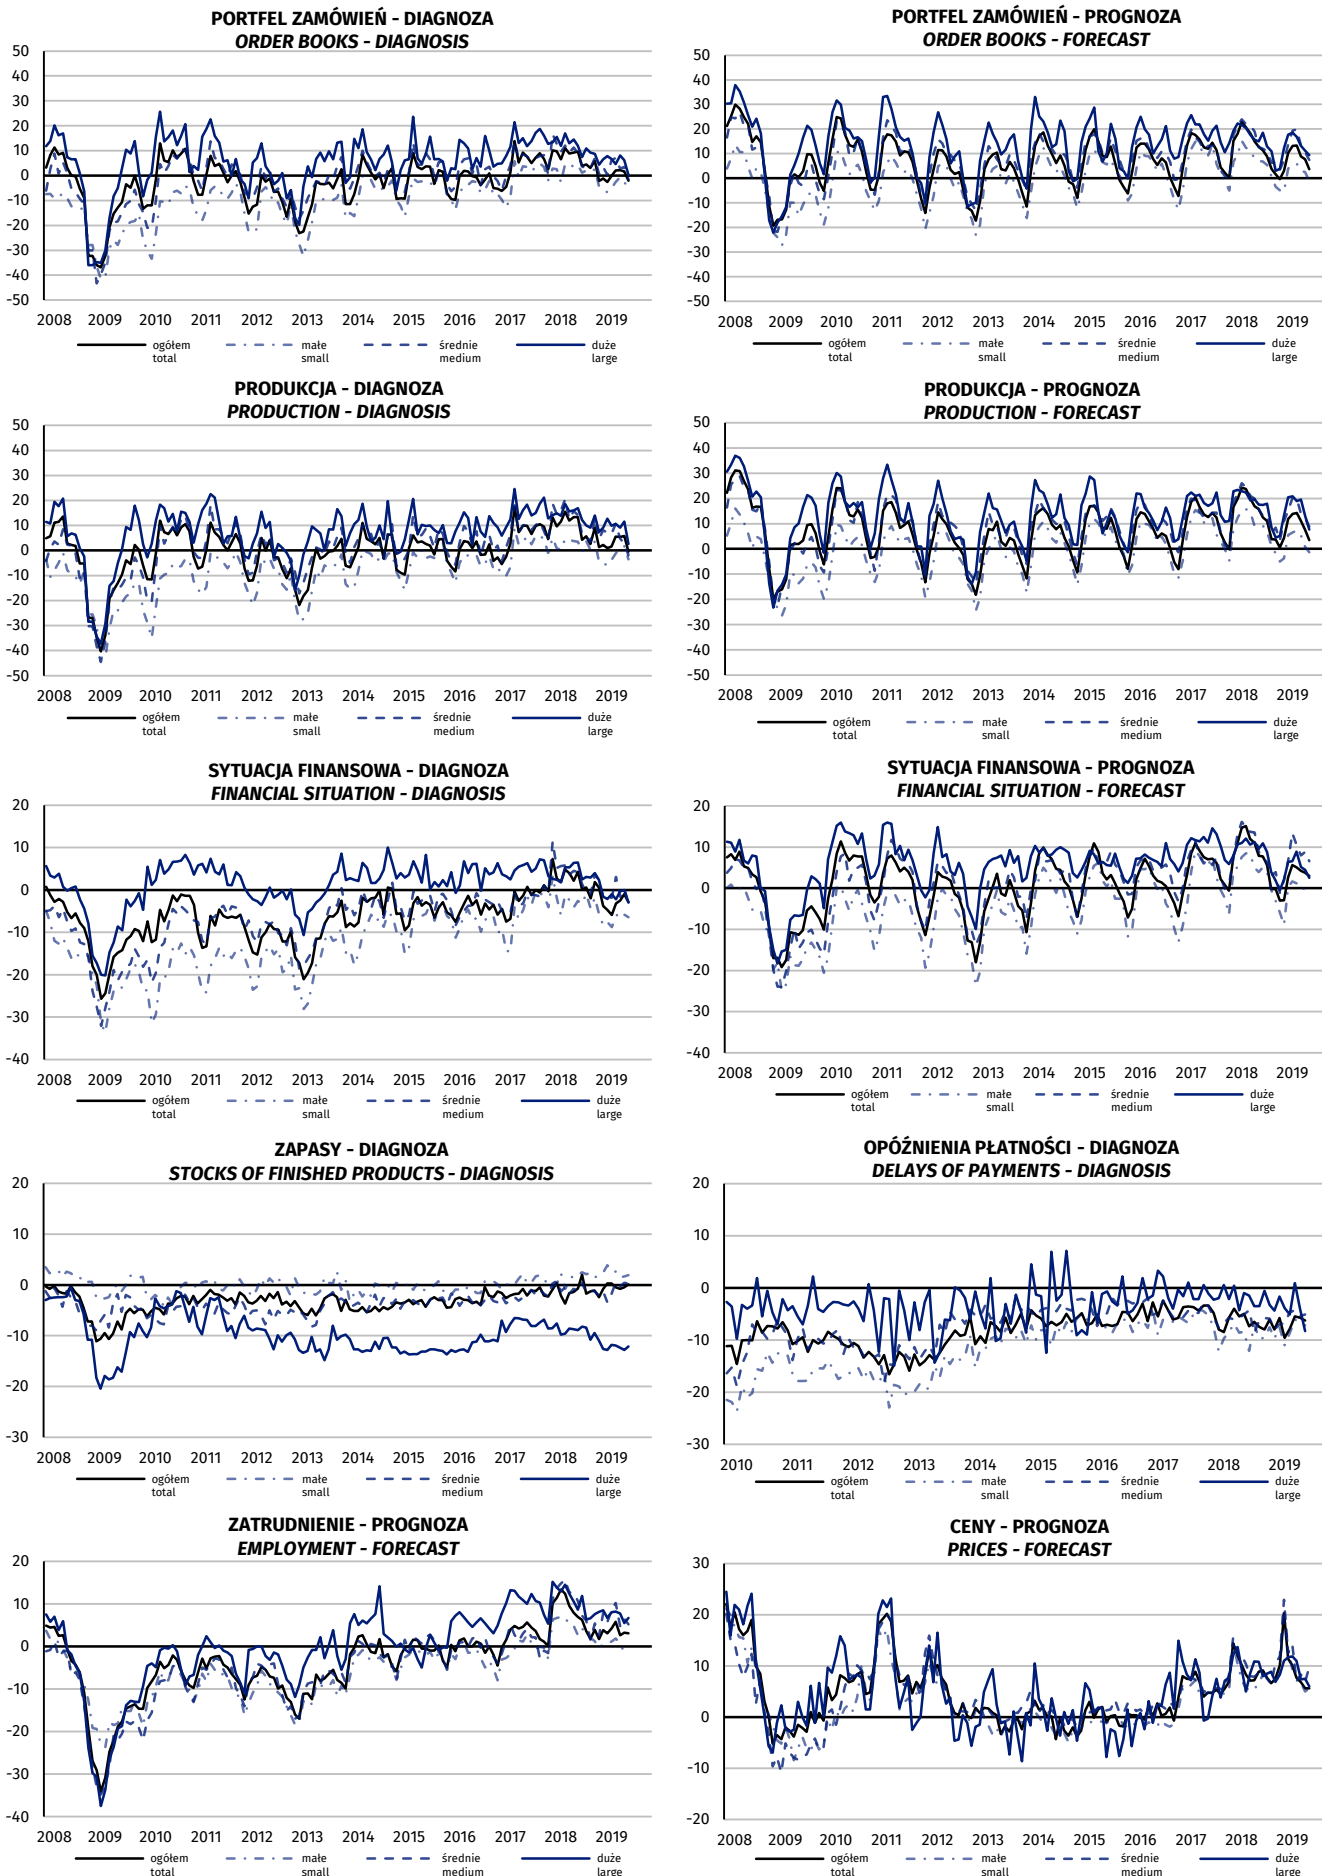 PORTFEL ZAMÓWIEŃ - DIAGNOZA
ORDER BOOKS - DIAGNOSIS
50
40
30
20
10
0
-10
-20
-30
-40
-50
2008 2009 2010 2011 2012 2013 2014 2015 2016 2017 2018 2019
ogółem małe średnie duże
total small medium large
PORTFEL ZAMÓWIEŃ - PROGNOZA
ORDER BOOKS - FORECAST
50
40
30
20
10
0
-10
-20
-30
-40
-50
2008 2009 2010 2011 2012 2013 2014 2015 2016 2017 2018 2019
ogółem małe średnie duże
total small medium large
PRODUKCJA - DIAGNOZA
PRODUCTION - DIAGNOSIS
50
40
30
20
10
0
-10
-20
-30
-40
-50
2008 2009 2010 2011 2012 2013 2014 2015 2016 2017 2018 2019
ogółem małe średnie duże
total small medium large
PRODUKCJA - PROGNOZA
PRODUCTION - FORECAST
50
40
30
20
10
0
-10
-20
-30
-40
-50
2008 2009 2010 2011 2012 2013 2014 2015 2016 2017 2018 2019
ogółem małe średnie duże
total small medium large
SYTUACJA FINANSOWA - DIAGNOZA
FINANCIAL SITUATION - DIAGNOSIS
20
10
0
-10
-20
-30
-40
2008 2009 2010 2011 2012 2013 2014 2015 2016 2017 2018 2019
ogółem małe średnie duże
total small medium large
SYTUACJA FINANSOWA - PROGNOZA
FINANCIAL SITUATION - FORECAST
20
10
0
-10
-20
-30
-40
2008 2009 2010 2011 2012 2013 2014 2015 2016 2017 2018 2019
ogółem małe średnie duże
total small medium large
ZAPASY - DIAGNOZA
STOCKS OF FINISHED PRODUCTS - DIAGNOSIS
20
10
0
-10
-20
-30
2008 2009 2010 2011 2012 2013 2014 2015 2016 2017 2018 2019
ogółem małe średnie duże
total small medium large
OPÓŹNIENIA PŁATNOŚCI - DIAGNOZA
DELAYS OF PAYMENTS - DIAGNOSIS
20
10
0
-10
-20
-30
2010 2011 2012 2013 2014 2015 2016 2017 2018 2019
ogółem małe średnie duże
total small medium large
ZATRUDNIENIE - PROGNOZA
EMPLOYMENT - FORECAST
20
10
0
-10
-20
-30
-40
2008 2009 2010 2011 2012 2013 2014 2015 2016 2017 2018 2019
ogółem małe średnie duże
total small medium large
CENY - PROGNOZA
PRICES - FORECAST
30
20
10
0
-10
-20
2008 2009 2010 2011 2012 2013 2014 2015 2016 2017 2018 2019
ogółem małe średnie duże
total small medium large